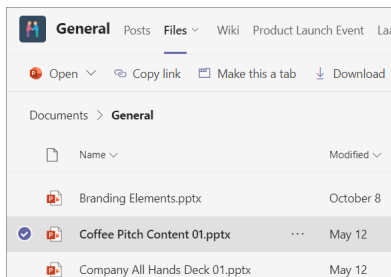 General Posts Files Wiki Product Launch Event
Open Copy link Make this a tab Download
Documents > General
Name Modified
Branding Elements.pptx October 8
Coffee Pitch Content 01.pptx ... May 12
Company All Hands Deck 01.pptx May 12